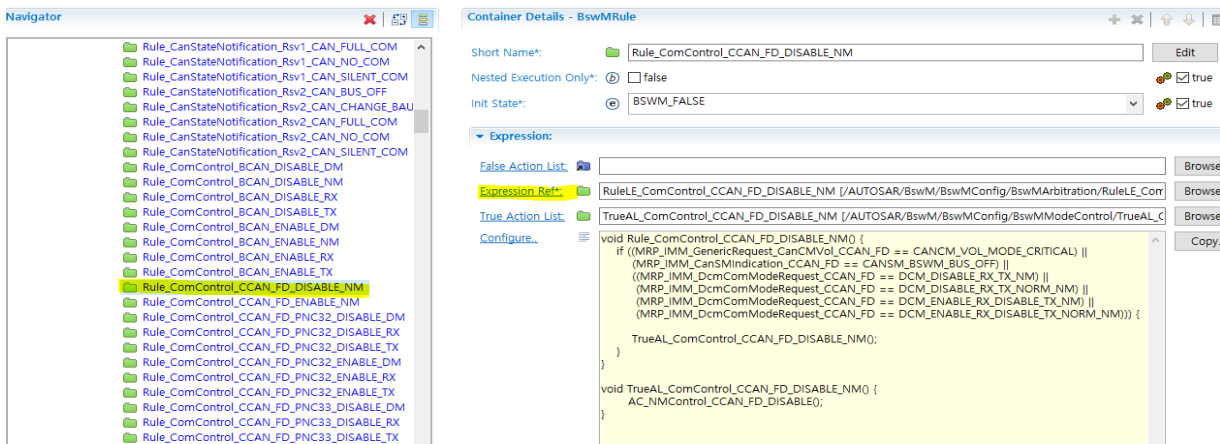 Navigator
Rule_CanStateNotification_Rsv1_CAN_FULL_COM
Rule_CanStateNotification_Rsv1_CAN_NO_COM
Rule_CanStateNotification_Rsv1_CAN_SILENT_COM
Rule_CanStateNotification_Rsv2_CAN_BUS_OFF
Rule_CanStateNotification_Rsv2_CAN_CHANGE_BAU
Rule_CanStateNotification_Rsv2_CAN_FULL_COM
Rule_CanStateNotification_Rsv2_CAN_NO_COM
Rule_CanStateNotification_Rsv2_CAN_SILENT_COM
Rule_ComControl_BCAN_DISABLE_DM
Rule_ComControl_BCAN_DISABLE_NM
Rule_ComControl_BCAN_DISABLE_RX
Rule_ComControl_BCAN_DISABLE_TX
Rule_ComControl_BCAN_ENABLE_DM
Rule_ComControl_BCAN_ENABLE_NM
Rule_ComControl_BCAN_ENABLE_RX
Rule_ComControl_BCAN_ENABLE_TX
Rule_ComControl_CCAN_FD_DISABLE_NM
Rule_ComControl_CCAN_FD_ENABLE_NM
Rule_ComControl_CCAN_FD_PNC32_DISABLE_DM
Rule_ComControl_CCAN_FD_PNC32_DISABLE_RX
Rule_ComControl_CCAN_FD_PNC32_DISABLE_TX
Rule_ComControl_CCAN_FD_PNC32_ENABLE_DM
Rule_ComControl_CCAN_FD_PNC32_ENABLE_RX
Rule_ComControl_CCAN_FD_PNC32_ENABLE_TX
Rule_ComControl_CCAN_FD_PNC33_DISABLE_DM
Rule_ComControl_CCAN_FD_PNC33_DISABLE_RX
Rule_ComControl_CCAN_FD_PNC33_DISABLE_TX
Container Details - BswMRule
Short Name*: Rule_ComControl_CCAN_FD_DISABLE_NM Edit
Nested Execution Only*: false true
Init State*: BSWM_FALSE true
Expression:
False Action List: Browse
Expression Ref*: RuleLE_ComControl_CCAN_FD_DISABLE_NM [/AUTOSAR/BswM/BswMConfig/BswMArbitration/RuleLE_Com Browse
True Action List: TrueAL_ComControl_CCAN_FD_DISABLE_NM [/AUTOSAR/BswM/BswMConfig/BswMModeControl/TrueAL_C Browse
Configure.. Copy.
void Rule_ComControl_CCAN_FD_DISABLE_NM() {
if ((MRP_IMM_GenericRequest_CanCMVol_CCAN_FD == CANCM_VOL_MODE_CRITICAL) ||
(MRP_IMM_CanSMIndication_CCAN_FD == CANSM_BSWM_BUS_OFF) ||
((MRP_IMM_DcmComModeRequest_CCAN_FD == DCM_DISABLE_RX_TX_NM) ||
(MRP_IMM_DcmComModeRequest_CCAN_FD == DCM_DISABLE_RX_TX_NORM_NM) ||
(MRP_IMM_DcmComModeRequest_CCAN_FD == DCM_ENABLE_RX_DISABLE_TX_NM) ||
(MRP_IMM_DcmComModeRequest_CCAN_FD == DCM_ENABLE_RX_DISABLE_TX_NORM_NM))) {
TrueAL_ComControl_CCAN_FD_DISABLE_NM();
}
}
void TrueAL_ComControl_CCAN_FD_DISABLE_NM() {
AC_NMControl_CCAN_FD_DISABLE();
}